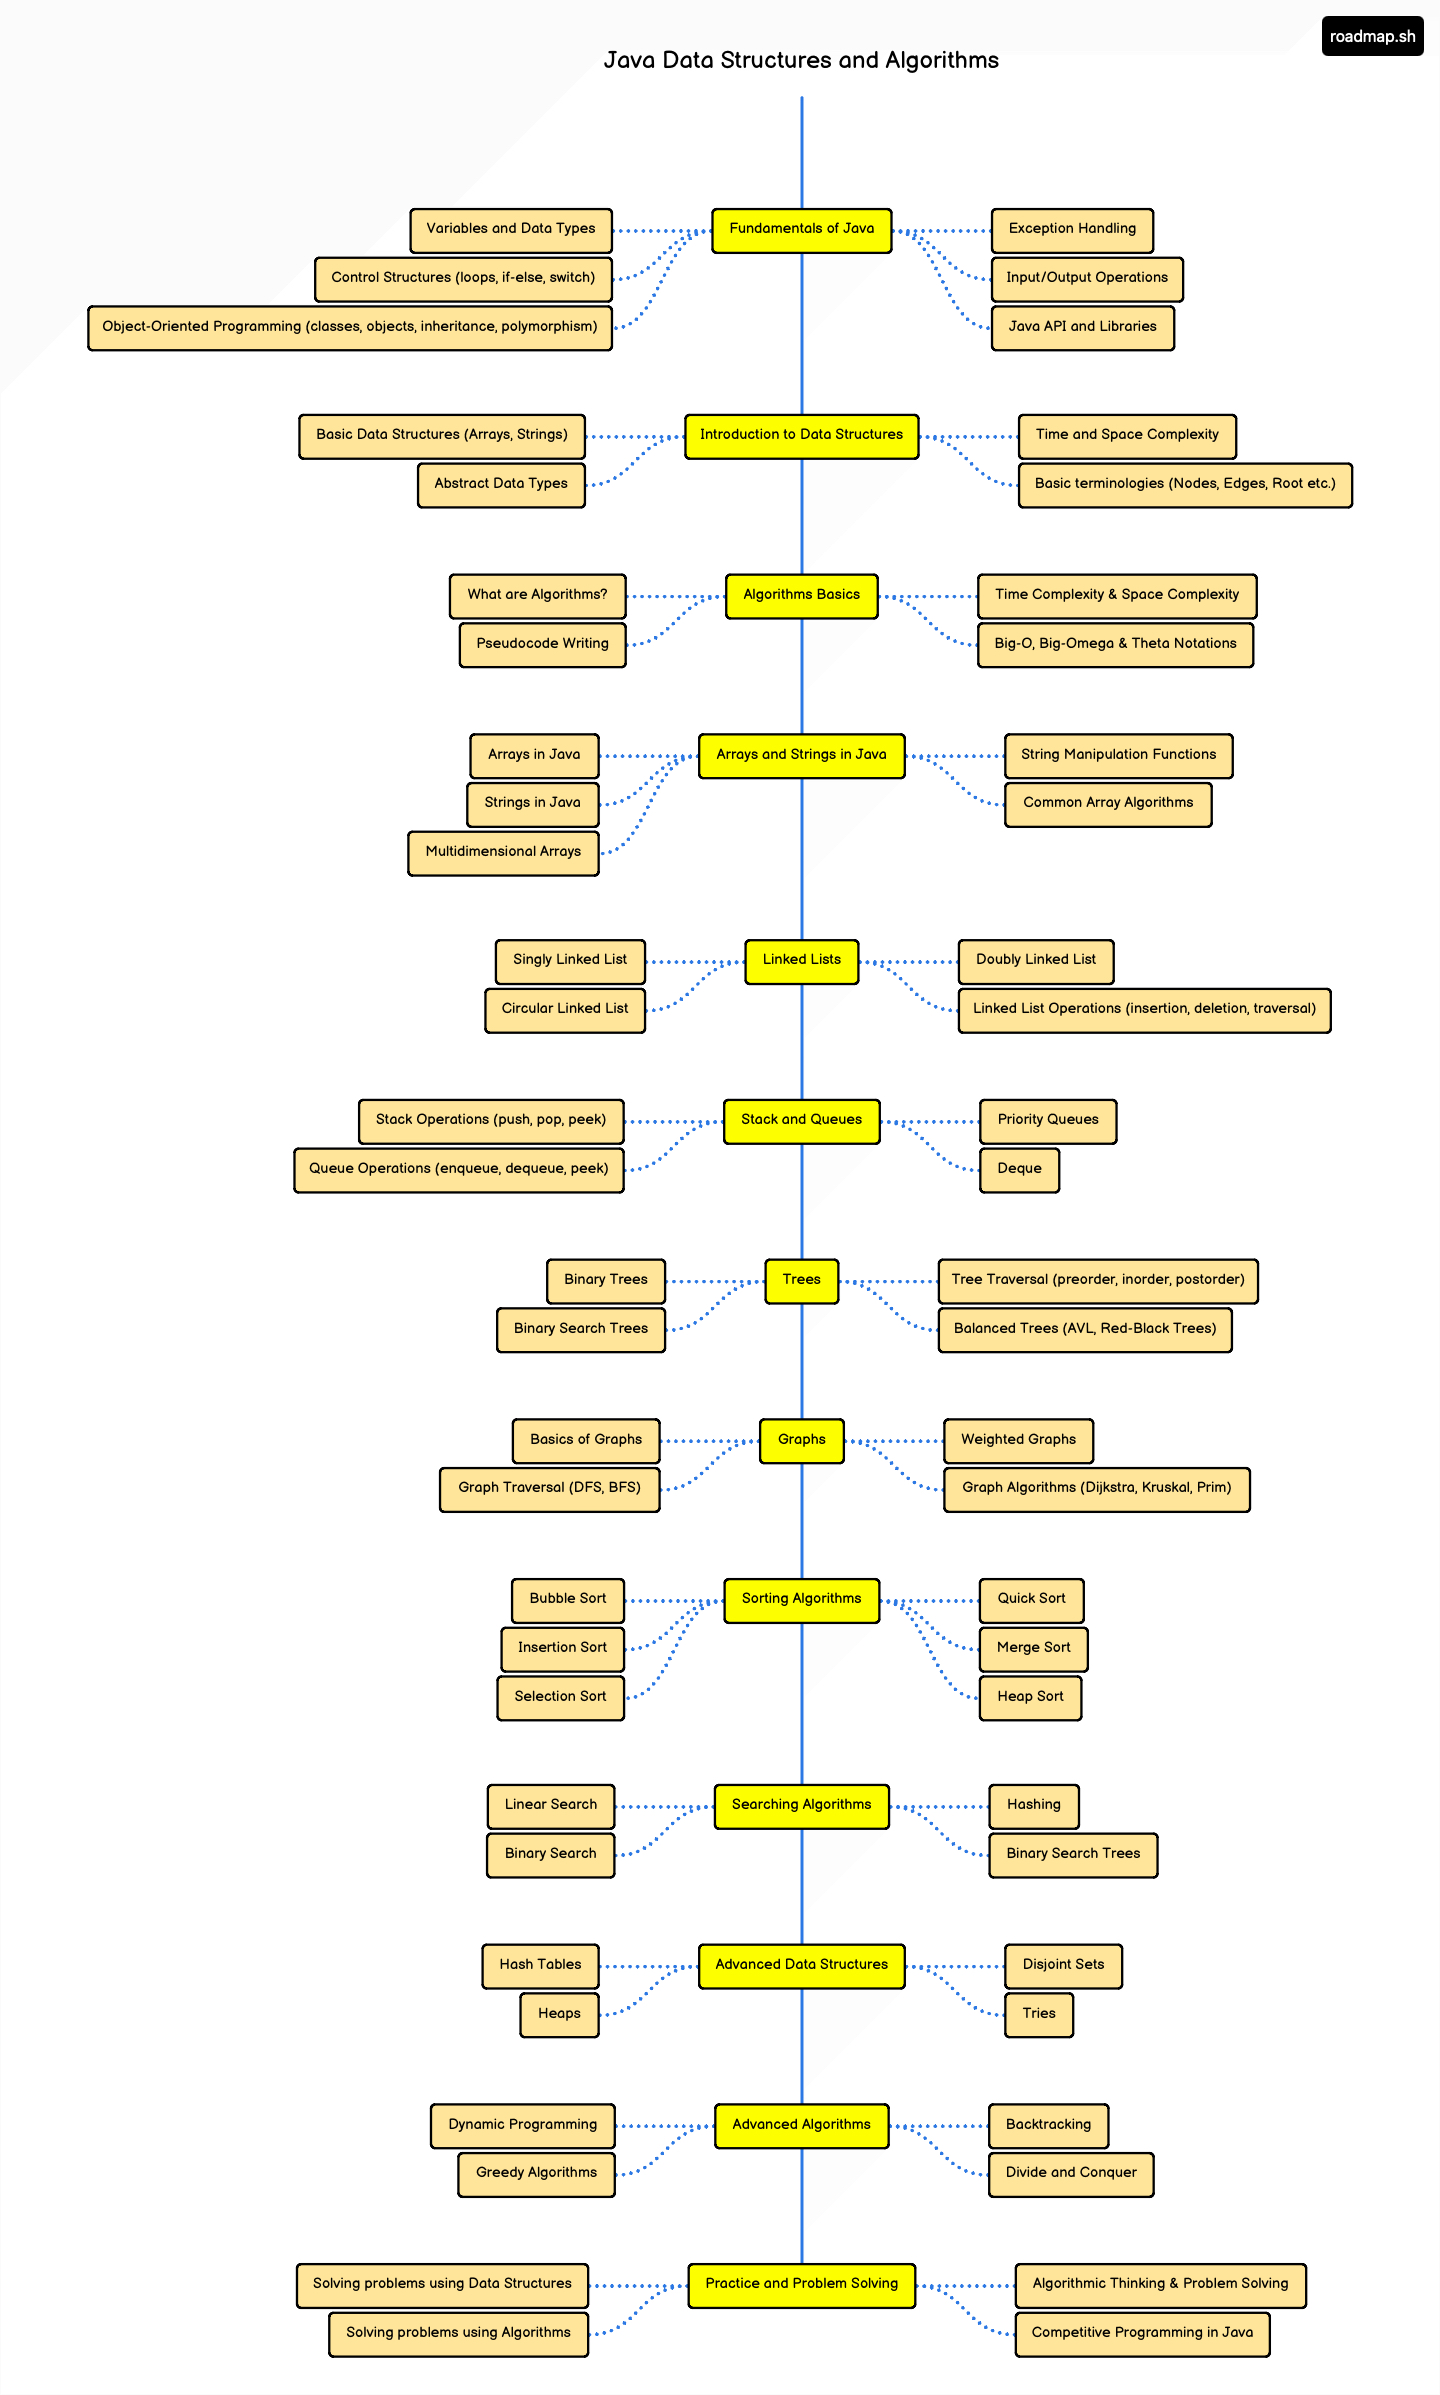 roadmap.sh
Java Data Structures and Algorithms
Variables and Data Types
Fundamentals of Java
Exception Handling
Control Structures (loops, if-else, switch)
Input/Output Operations
Object-Oriented Programming (classes, objects, inheritance, polymorphism)
Java API and Libraries
Basic Data Structures (Arrays, Strings)
Introduction to Data Structures
Time and Space Complexity
Abstract Data Types
Basic terminologies (Nodes, Edges, Root etc.)
What are Algorithms?
Algorithms Basics
Time Complexity & Space Complexity
Pseudocode Writing
Big-O, Big-Omega & Theta Notations
Arrays in Java
Arrays and Strings in Java
String Manipulation Functions
Strings in Java
Common Array Algorithms
Multidimensional Arrays
Singly Linked List
Linked Lists
Doubly Linked List
Circular Linked List
Linked List Operations (insertion, deletion, traversal)
Stack Operations (push, pop, peek)
Stack and Queues
Priority Queues
Queue Operations (enqueue, dequeue, peek)
Deque
Binary Trees
Trees
Tree Traversal (preorder, inorder, postorder)
Binary Search Trees
Balanced Trees (AVL, Red-Black Trees)
Basics of Graphs
Graphs
Weighted Graphs
Graph Traversal (DFS, BFS)
Graph Algorithms (Dijkstra, Kruskal, Prim)
Bubble Sort
Sorting Algorithms
Quick Sort
Insertion Sort
Merge Sort
Selection Sort
Heap Sort
Linear Search
Searching Algorithms
Hashing
Binary Search
Binary Search Trees
Hash Tables
Advanced Data Structures
Disjoint Sets
Heaps
Tries
Dynamic Programming
Advanced Algorithms
Backtracking
Greedy Algorithms
Divide and Conquer
Solving problems using Data Structures
Practice and Problem Solving
Algorithmic Thinking & Problem Solving
Solving problems using Algorithms
Competitive Programming in Java